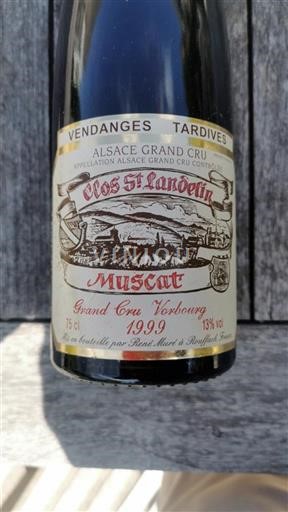 VENDANGES TARDIVES
ALSACE GRAND CRU
APPELLATION ALSACE GRAND CRU CONTRÔLÉE
Clos St Landelin
VINIOU
Muscat
Grand Cru Vorbourg
75 cl 1999 13% vol
Mis en bouteille par René Muré à Rouffach France